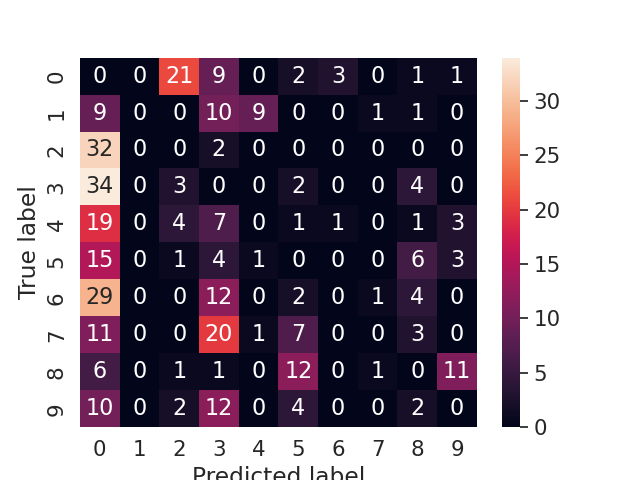 0 0 0 21 9 0 2 3 0 1 1
1 9 0 0 10 9 0 0 1 1 0
2 32 0 0 2 0 0 0 0 0 0
3 34 0 3 0 0 2 0 0 4 0
4 19 0 4 7 0 1 1 0 1 3
5 15 0 1 4 1 0 0 0 6 3
6 29 0 0 12 0 2 0 1 4 0
7 11 0 0 20 1 7 0 0 3 0
8 6 0 1 1 0 12 0 1 0 11
9 10 0 2 12 0 4 0 0 2 0
0 1 2 3 4 5 6 7 8 9
Predicted label
True label
30
25
20
15
10
5
0